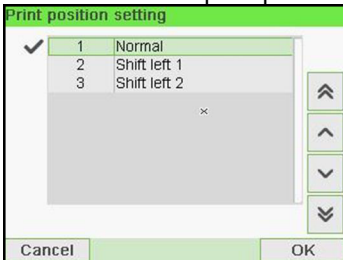 Print position setting
1 Normal
2 Shift left 1
3 Shift left 2
Cancel OK